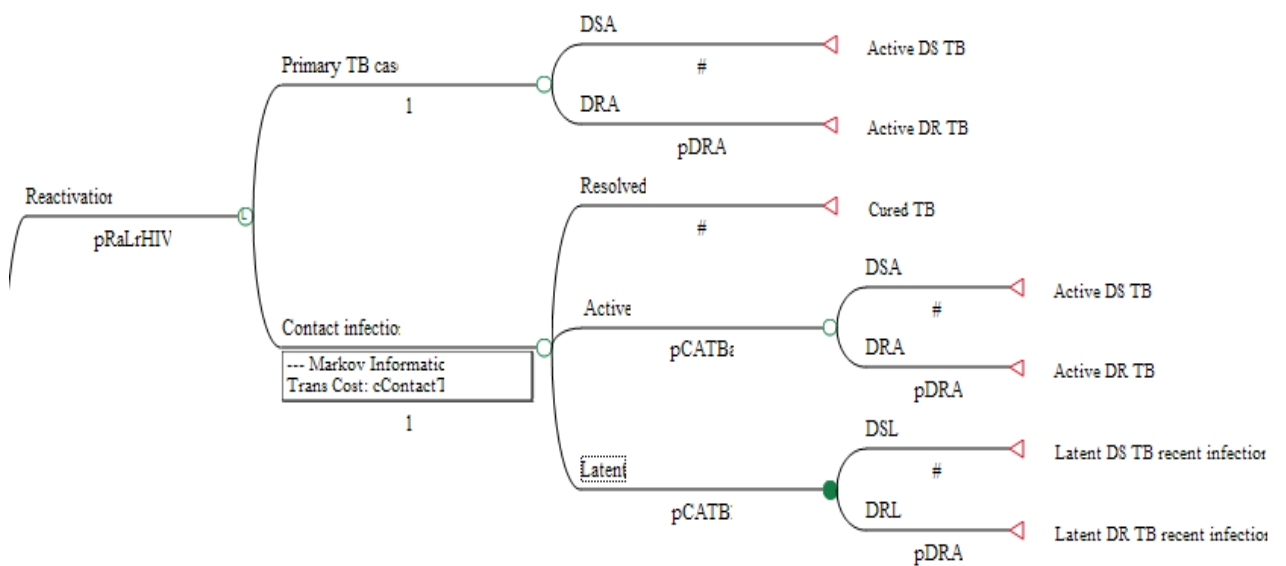 DSA
Active DS TB
#
Primary TB cas
1
DRA
Active DR TB
pDRA
Reactivation
pRaLrHIV
L
Resolved
Cured TB
#
DSA
Active DS TB
#
Active
pCATBa
DRA
Active DR TB
pDRA
Contact infectio
--- Markov Informatic
Trans Cost: cContactT
1
DSL
Latent DS TB recent infection
#
Latent
pCATB
DRL
Latent DR TB recent infection
pDRA